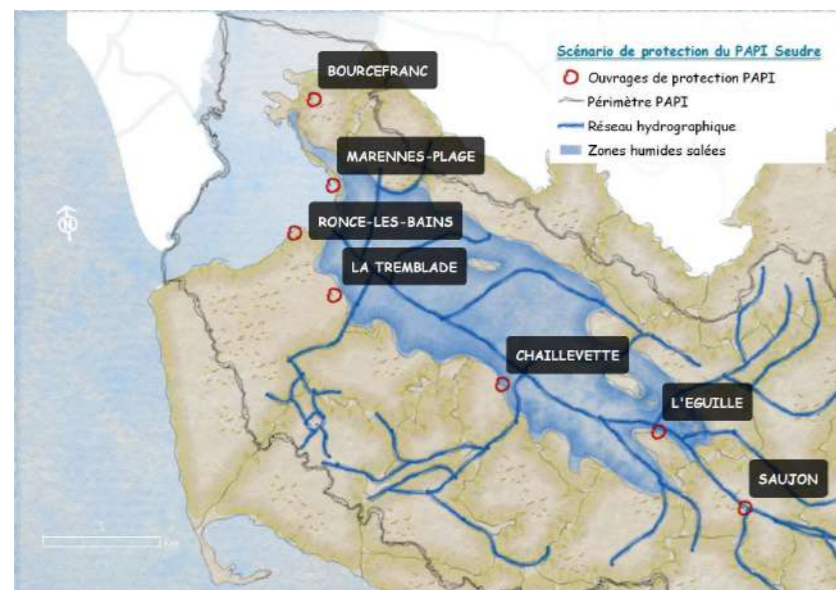 Scénario de protection du PAPI Seudre
Ouvrages de protection PAPI
Périmètre PAPI
Réseau hydrographique
Zones humides salées
BOURCEFRANC
MARENNES-PLAGE
RONCE-LES-BAINS
LA TREMBLADE
CHAILLEVETTE
L'EGUILLE
SAUJON
N
5